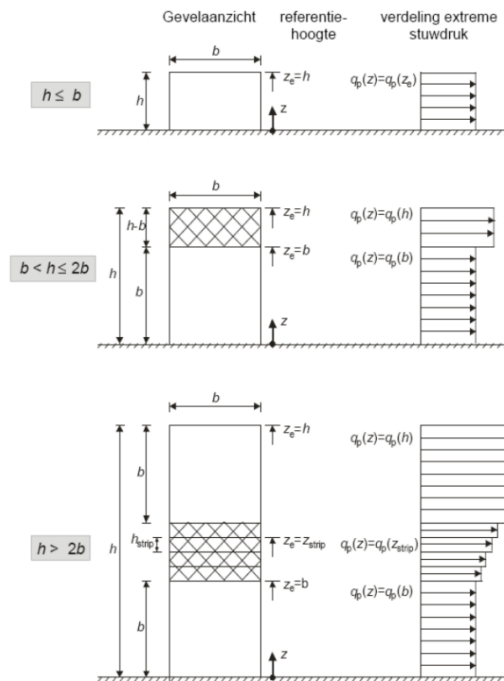 Gevelaanzicht referentie- verdeling extreme
hoogte stuwdruk
b
h ≤ b
h
zₑ=h
qₚ(z)=qₚ(zₑ)
z
b
b < h ≤ 2b
h
h-b
zₑ=h
qₚ(z)=qₚ(h)
zₑ=b
qₚ(z)=qₚ(b)
b
z
b
zₑ=h
qₚ(z)=qₚ(h)
b
h > 2b
h
hstrip
zₑ=zstrip
qₚ(z)=qₚ(zstrip)
zₑ=b
qₚ(z)=qₚ(b)
b
z